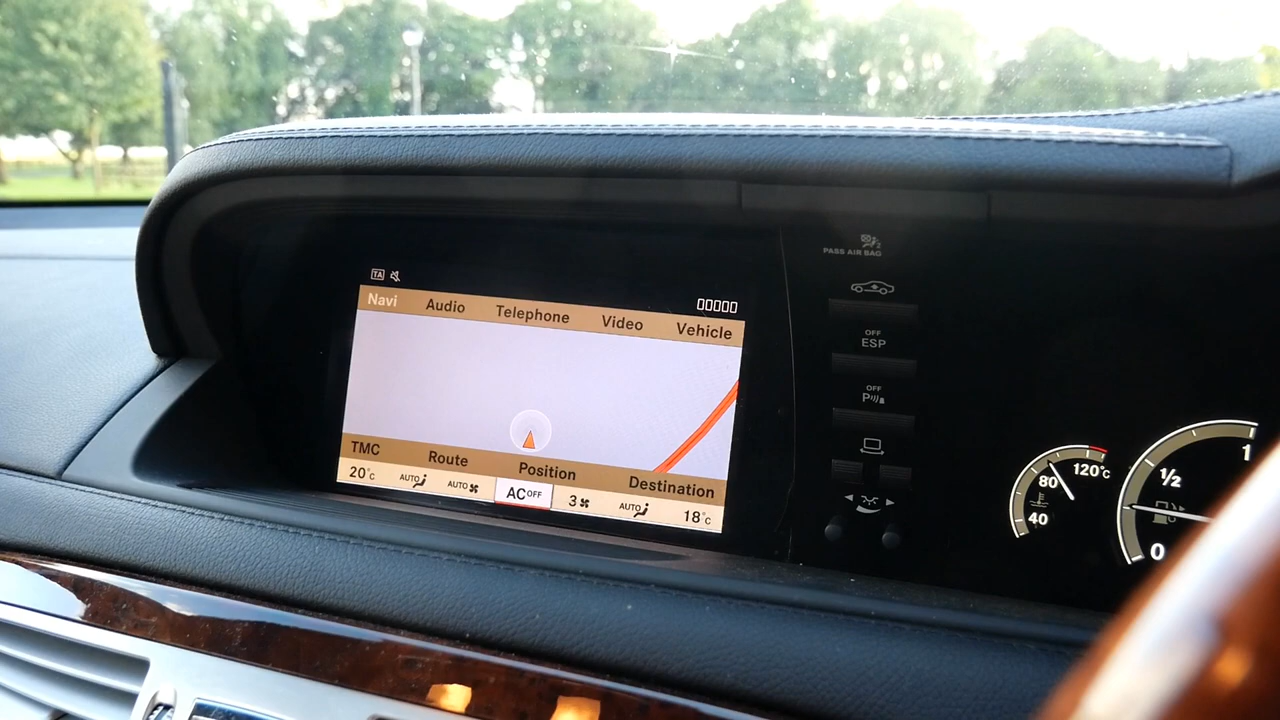 TA
Navi Audio Telephone Video Vehicle
TMC Route Position Destination
20°C AUTO AUTO AC OFF 3 AUTO 18°C
PASS AIR BAG
OFF
ESP
OFF
P
40 80 120°C
0 1/2 1